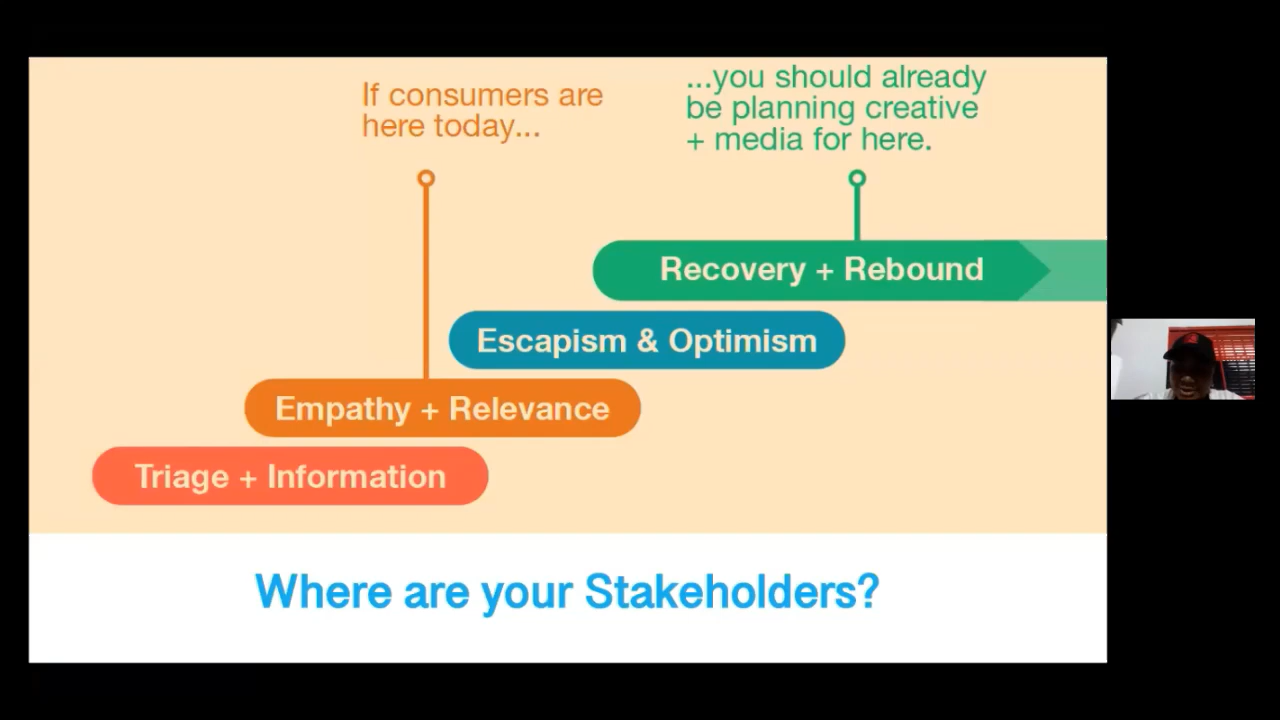 If consumers are
here today...
...you should already
be planning creative
+ media for here.
Recovery + Rebound
Escapism & Optimism
Empathy + Relevance
Triage + Information
Where are your Stakeholders?